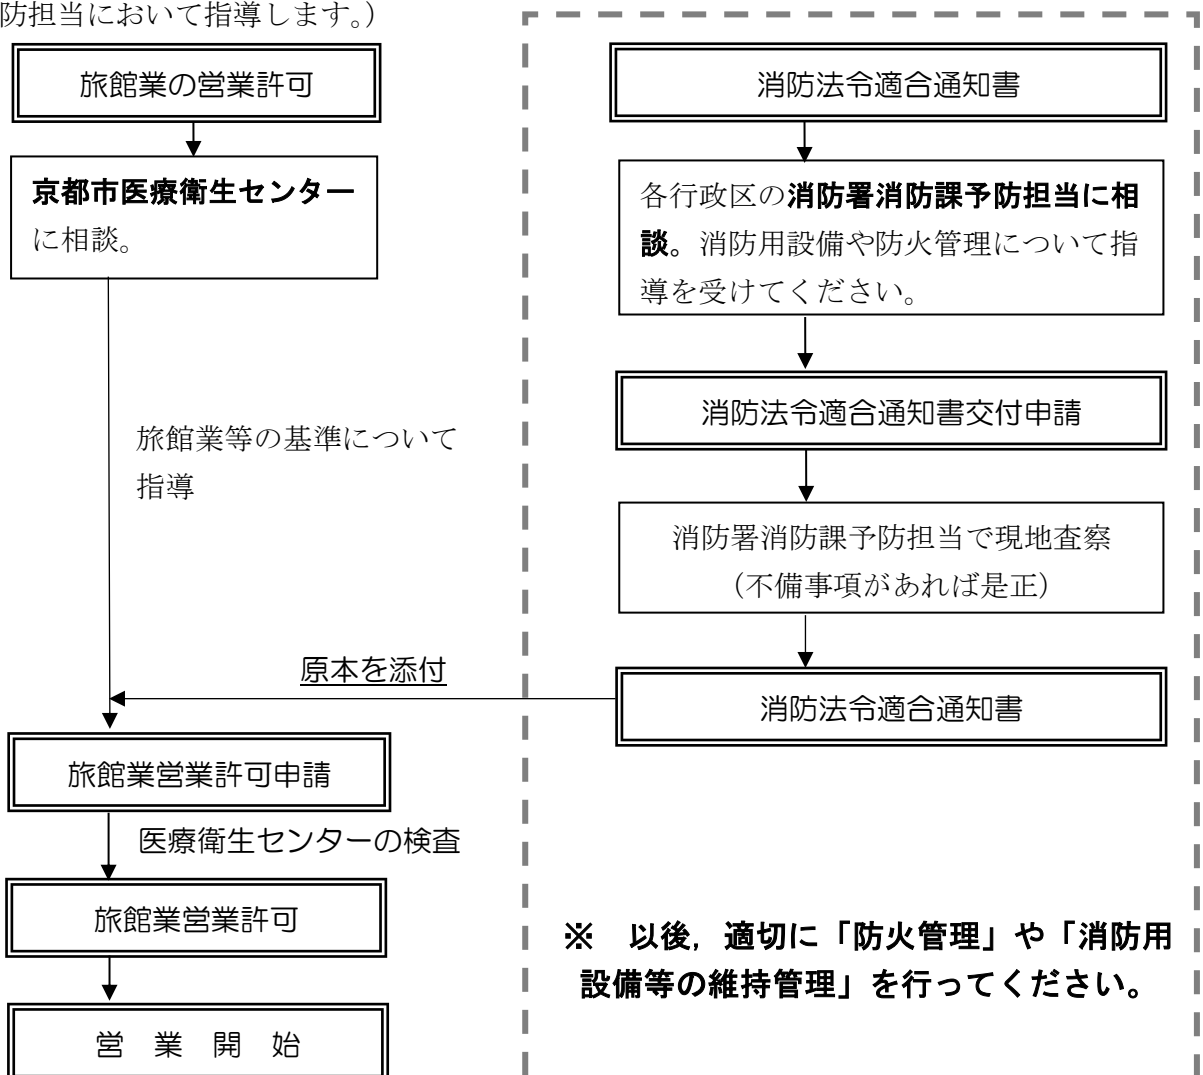 防担当において指導します。）
旅館業の営業許可
京都市医療衛生センター
に相談。
旅館業等の基準について
指導
消防法令適合通知書
各行政区の消防署消防課予防担当に相
談。消防用設備や防火管理について指
導を受けてください。
消防法令適合通知書交付申請
消防署消防課予防担当で現地査察
（不備事項があれば是正）
消防法令適合通知書
原本を添付
旅館業営業許可申請
医療衛生センターの検査
旅館業営業許可
営　業　開　始
※　以後，適切に「防火管理」や「消防用
設備等の維持管理」を行ってください。